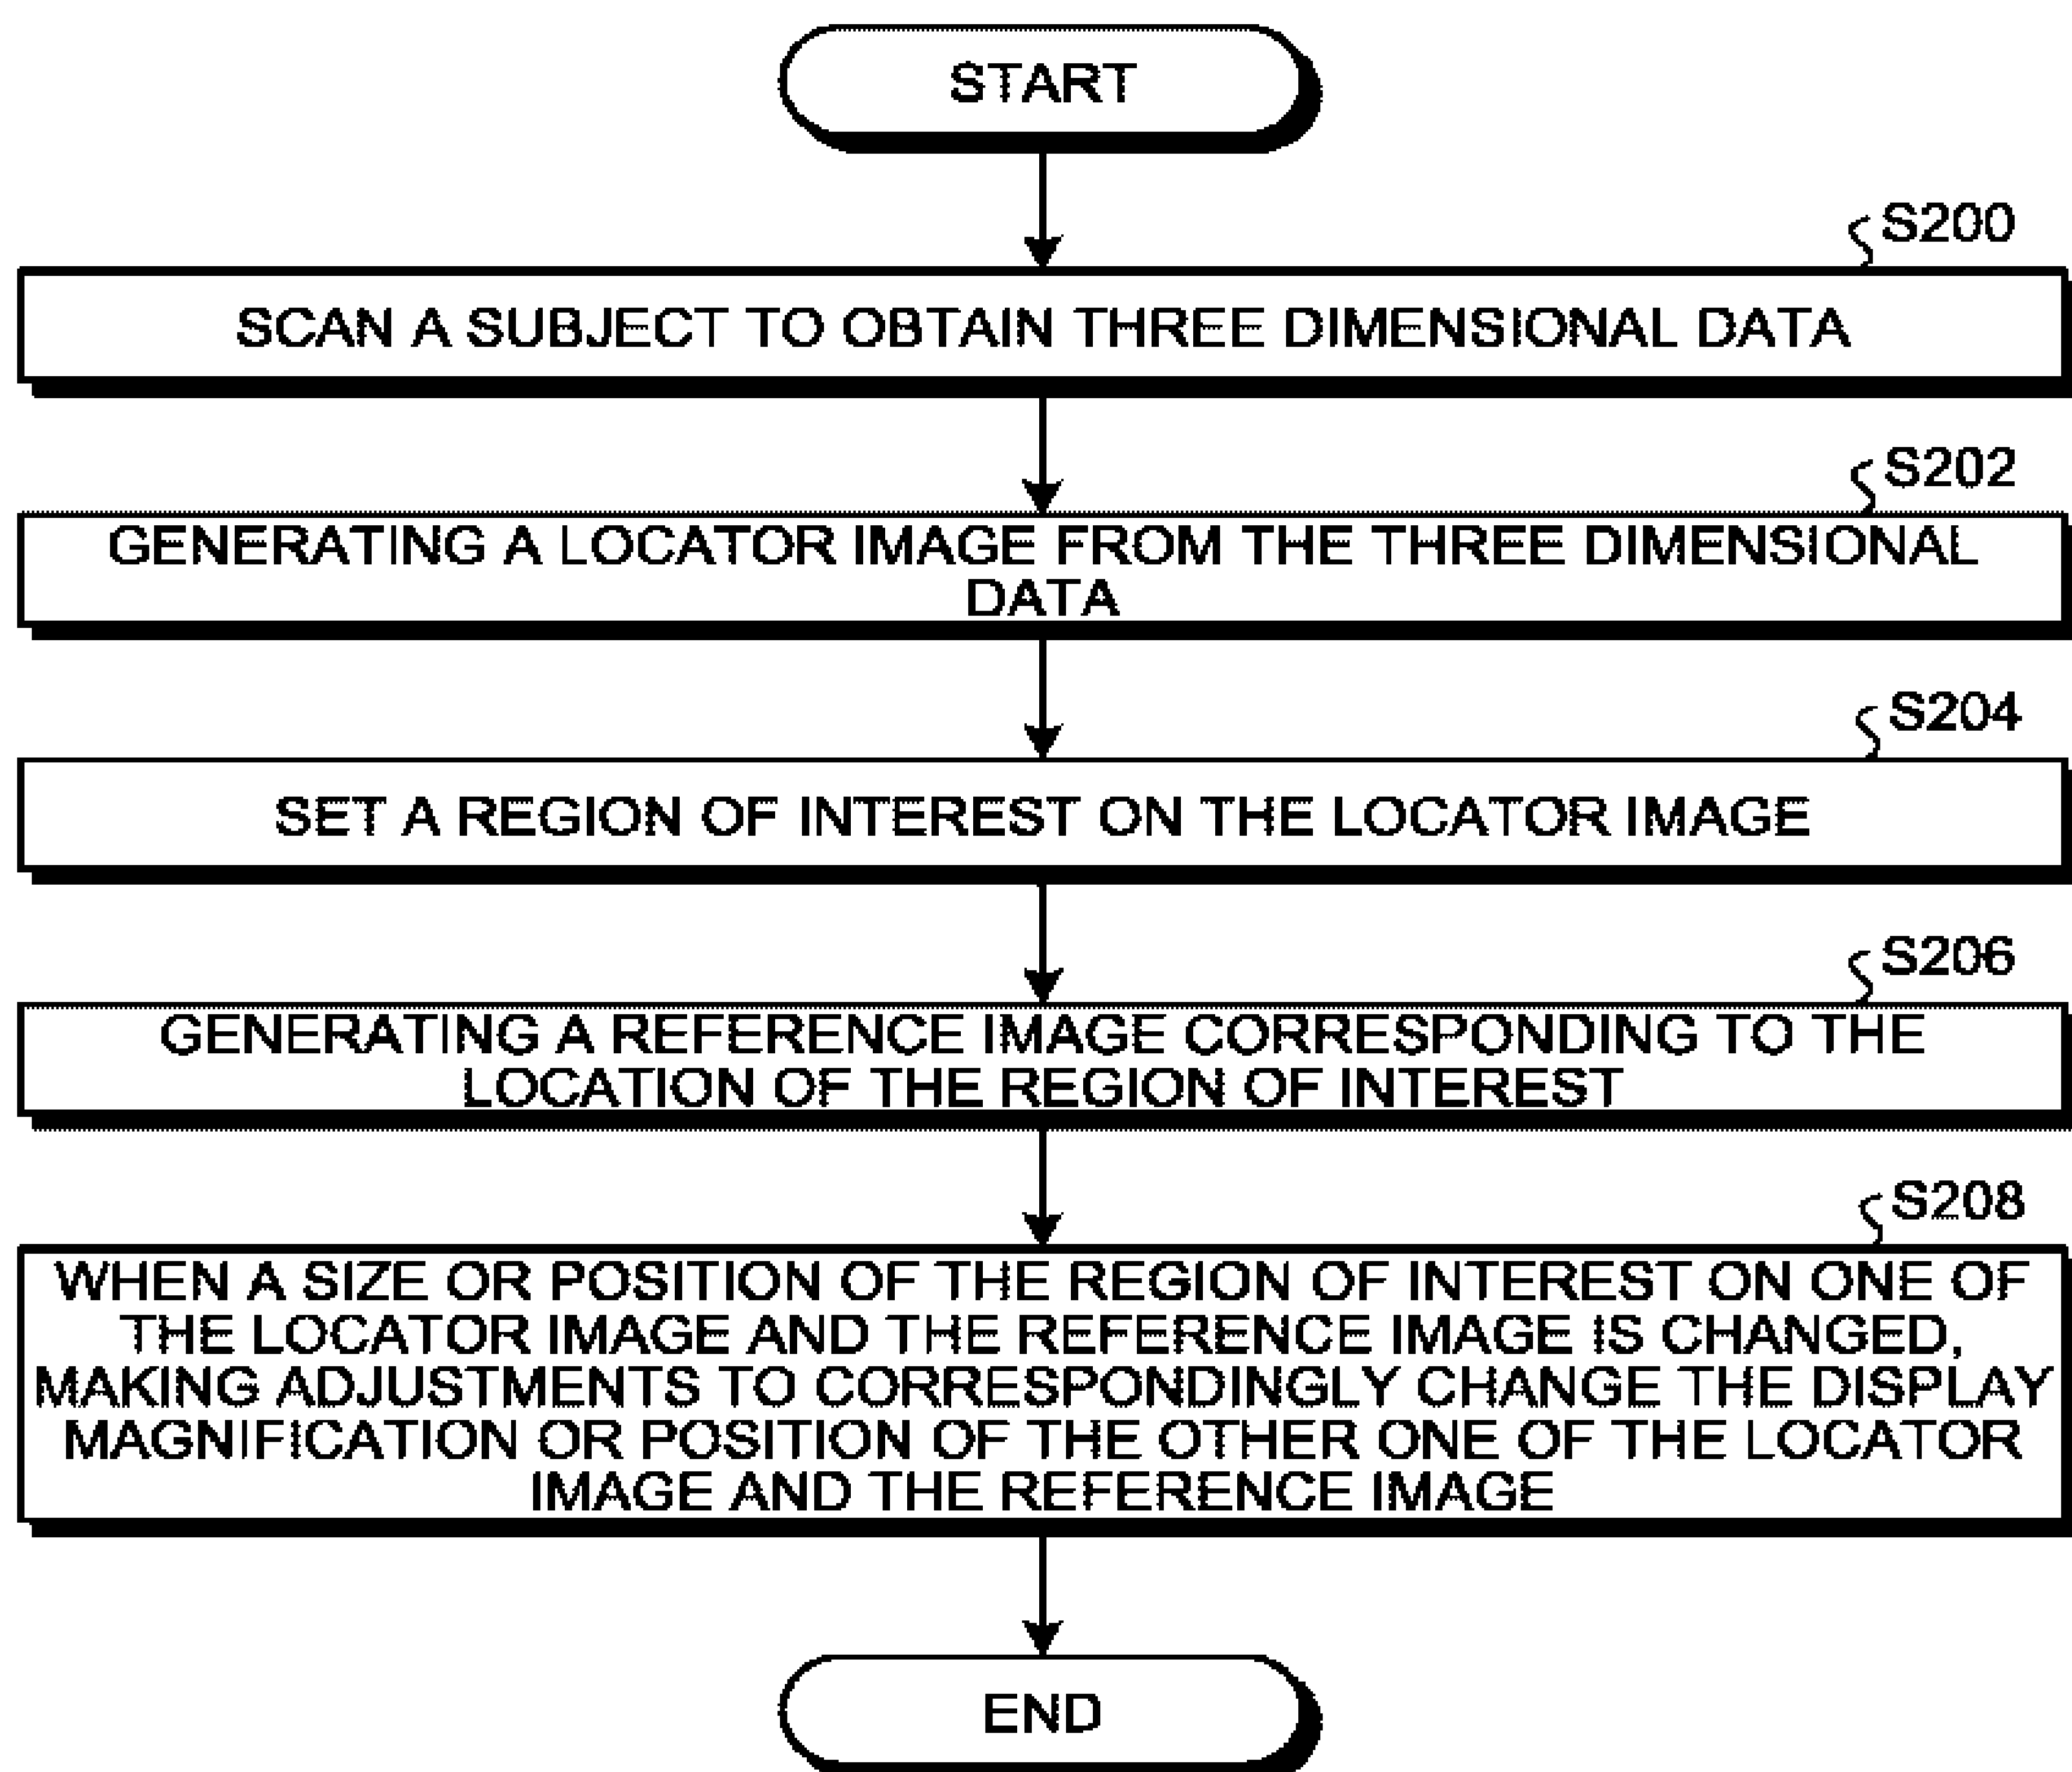 START
S200
SCAN A SUBJECT TO OBTAIN THREE DIMENSIONAL DATA
S202
GENERATING A LOCATOR IMAGE FROM THE THREE DIMENSIONAL
DATA
S204
SET A REGION OF INTEREST ON THE LOCATOR IMAGE
S206
GENERATING A REFERENCE IMAGE CORRESPONDING TO THE
LOCATION OF THE REGION OF INTEREST
S208
WHEN A SIZE OR POSITION OF THE REGION OF INTEREST ON ONE OF
THE LOCATOR IMAGE AND THE REFERENCE IMAGE IS CHANGED,
MAKING ADJUSTMENTS TO CORRESPONDINGLY CHANGE THE DISPLAY
MAGNIFICATION OR POSITION OF THE OTHER ONE OF THE LOCATOR
IMAGE AND THE REFERENCE IMAGE
END